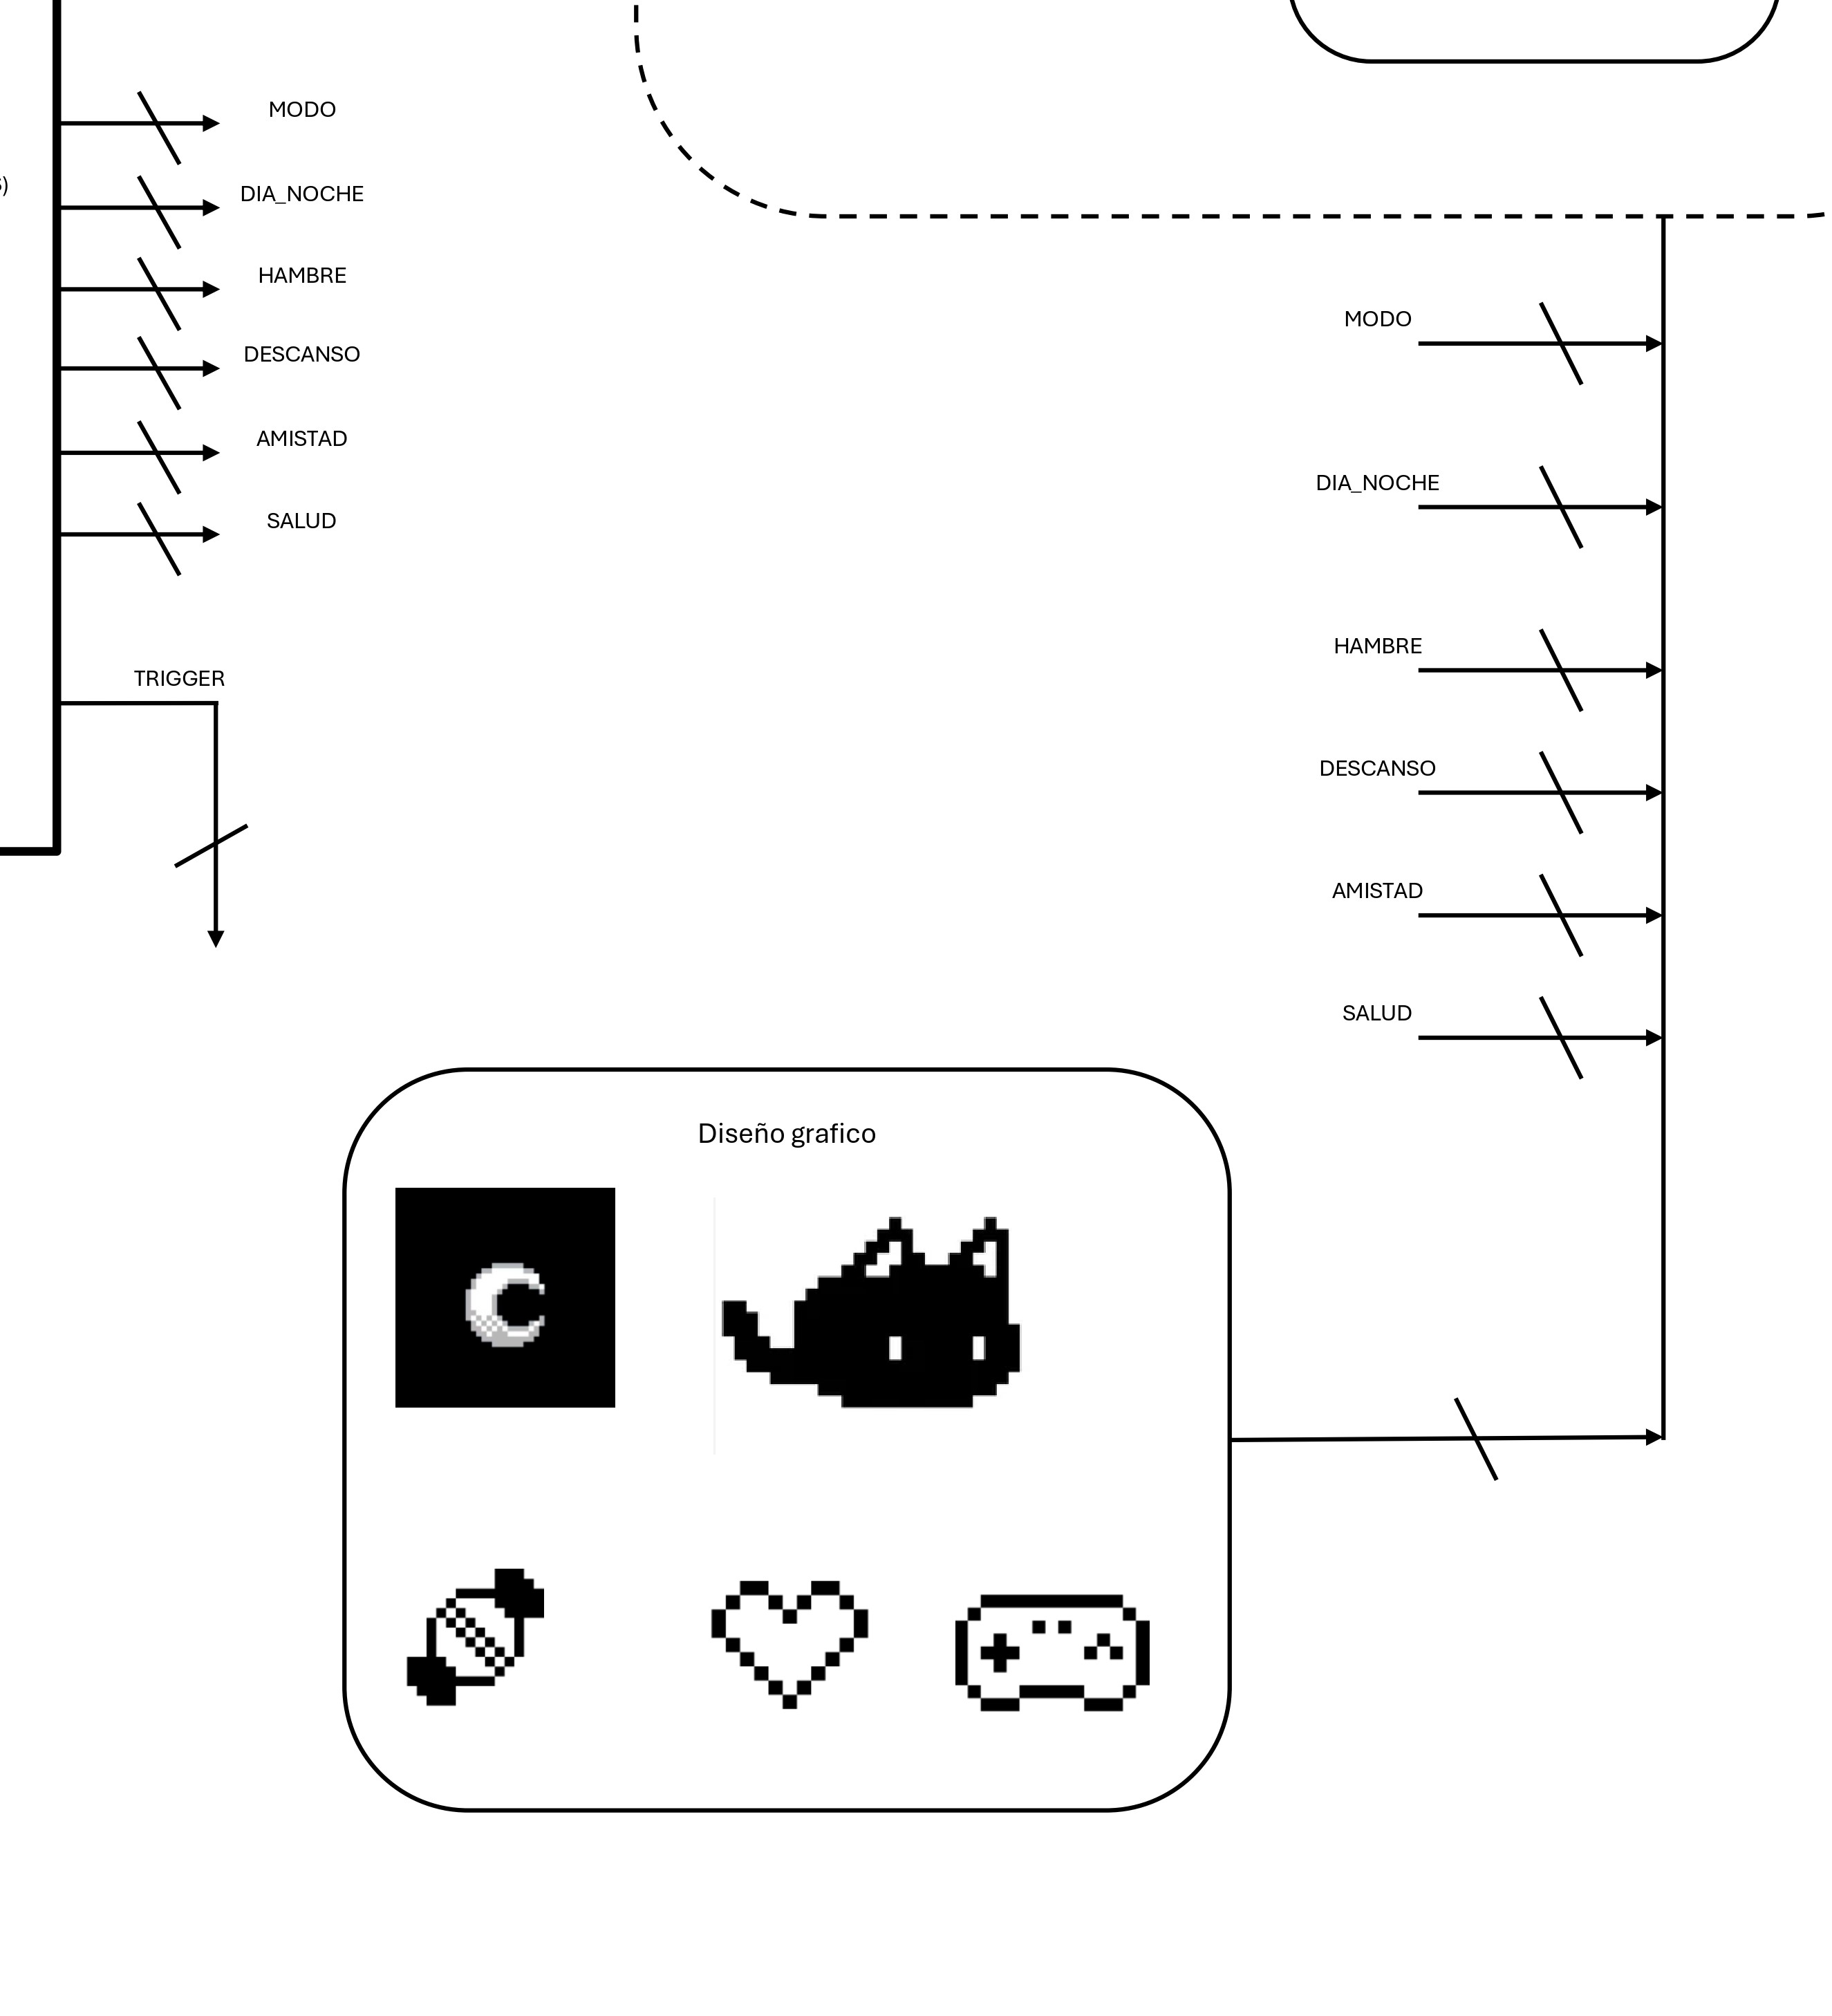 MODO
DIA_NOCHE
HAMBRE
DESCANSO
AMISTAD
SALUD
TRIGGER
MODO
DIA_NOCHE
HAMBRE
DESCANSO
AMISTAD
SALUD
Diseño grafico